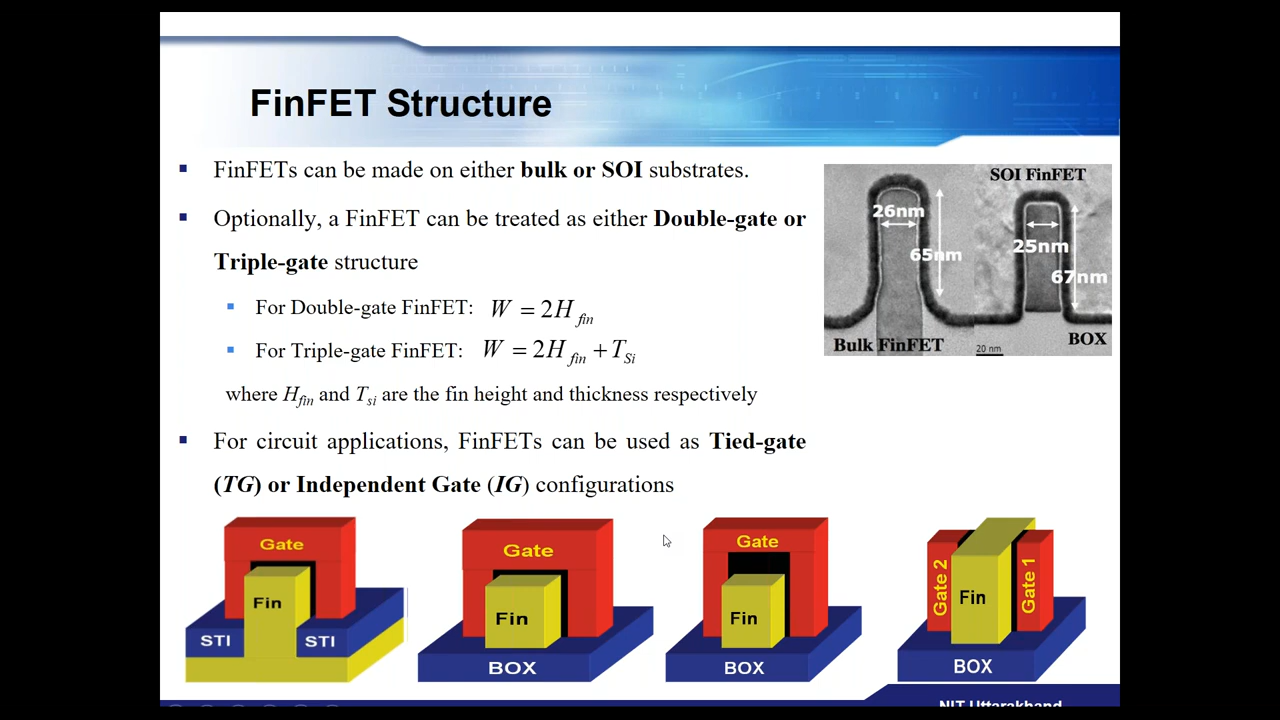 FinFET Structure
▪ FinFETs can be made on either bulk or SOI substrates.
▪ Optionally, a FinFET can be treated as either Double-gate or
Triple-gate structure
▪ For Double-gate FinFET: W = 2H_fin
▪ For Triple-gate FinFET: W = 2H_fin + T_Si
where H_fin and T_si are the fin height and thickness respectively
▪ For circuit applications, FinFETs can be used as Tied-gate
(TG) or Independent Gate (IG) configurations
26nm
65nm
Bulk FinFET
SOI FinFET
25nm
67nm
BOX
20 nm
Gate
Fin
STI
STI
Gate
Fin
BOX
Gate
Fin
BOX
Gate 2
Fin
Gate 1
BOX
NIT Uttarakhand